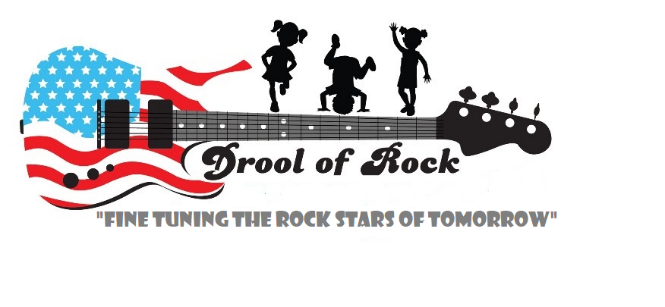 Drool of Rock
"FINE TUNING THE ROCK STARS OF TOMORROW"